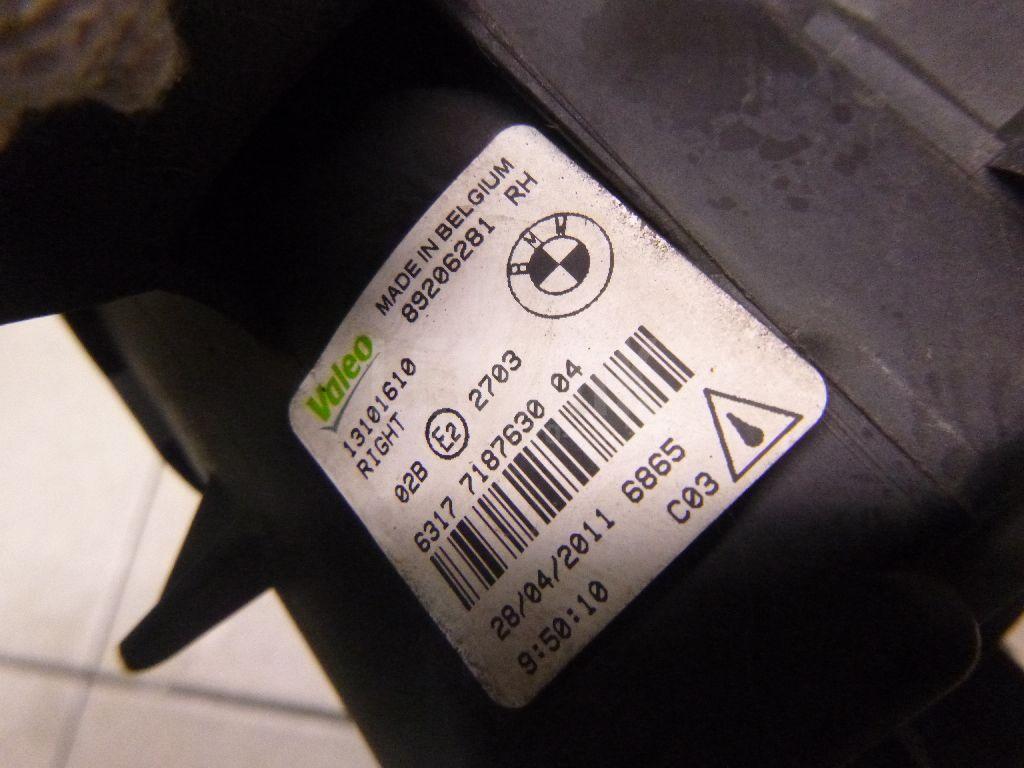 MADE IN BELGIUM
89206281 RH
BMW
Valeo
13101610
RIGHT
02B E2 2703
6317 7187630 04
28/04/2011 6865
9:50:10
C03